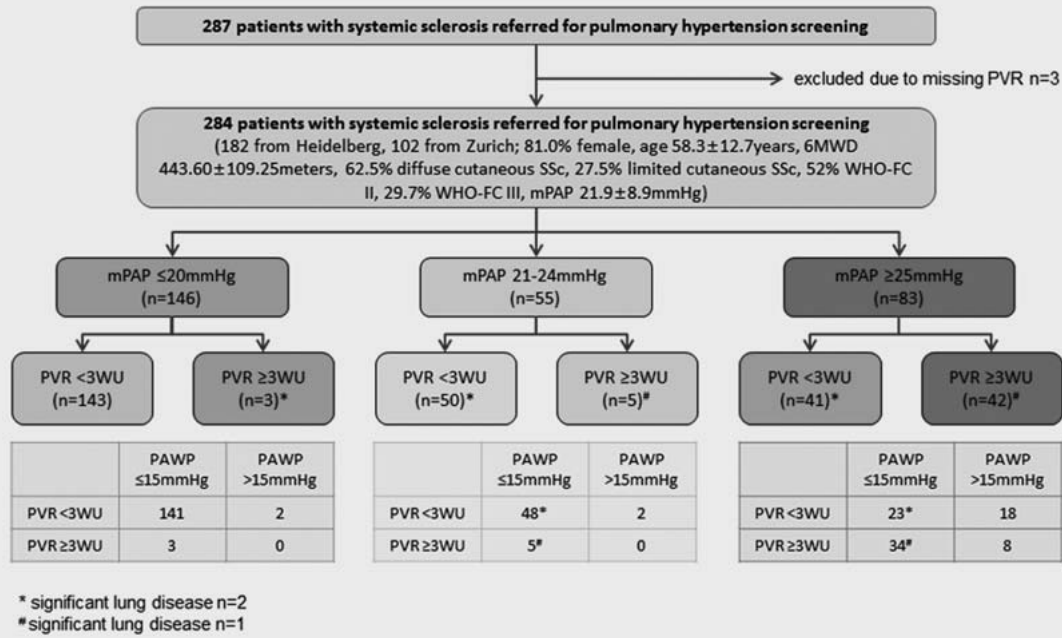 287 patients with systemic sclerosis referred for pulmonary hypertension screening
excluded due to missing PVR n=3
284 patients with systemic sclerosis referred for pulmonary hypertension screening
(182 from Heidelberg, 102 from Zurich; 81.0% female, age 58.3±12.7years, 6MWD
443.60±109.25meters, 62.5% diffuse cutaneous SSc, 27.5% limited cutaneous SSc, 52% WHO-FC
II, 29.7% WHO-FC III, mPAP 21.9±8.9mmHg)
mPAP ≤20mmHg
(n=146)
mPAP 21-24mmHg
(n=55)
mPAP ≥25mmHg
(n=83)
PVR <3WU
(n=143)
PVR ≥3WU
(n=3)*
PVR <3WU
(n=50)*
PVR ≥3WU
(n=5)#
PVR <3WU
(n=41)*
PVR ≥3WU
(n=42)#
PAWP
≤15mmHg
PAWP
>15mmHg
PVR<3WU 141 2
PVR≥3WU 3 0
PAWP
≤15mmHg
PAWP
>15mmHg
PVR<3WU 48* 2
PVR≥3WU 5# 0
PAWP
≤15mmHg
PAWP
>15mmHg
PVR<3WU 23* 18
PVR≥3WU 34# 8
* significant lung disease n=2
# significant lung disease n=1